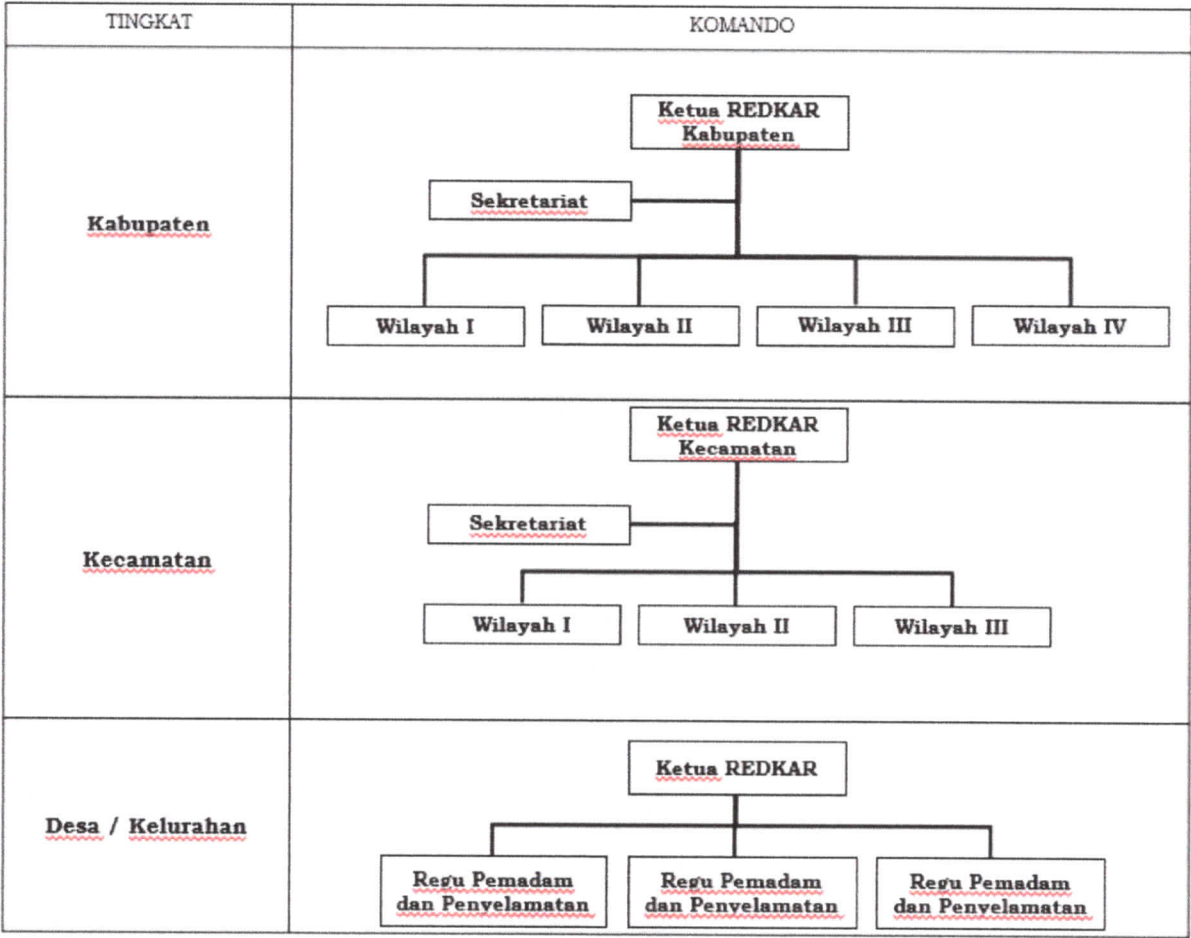 TINGKAT
KOMANDO
Kabupaten
Ketua REDKAR
Kabupaten
Sekretariat
Wilayah I
Wilayah II
Wilayah III
Wilayah IV
Kecamatan
Ketua REDKAR
Kecamatan
Sekretariat
Wilayah I
Wilayah II
Wilayah III
Desa / Kelurahan
Ketua REDKAR
Regu Pemadam
dan Penyelamatan
Regu Pemadam
dan Penyelamatan
Regu Pemadam
dan Penyelamatan